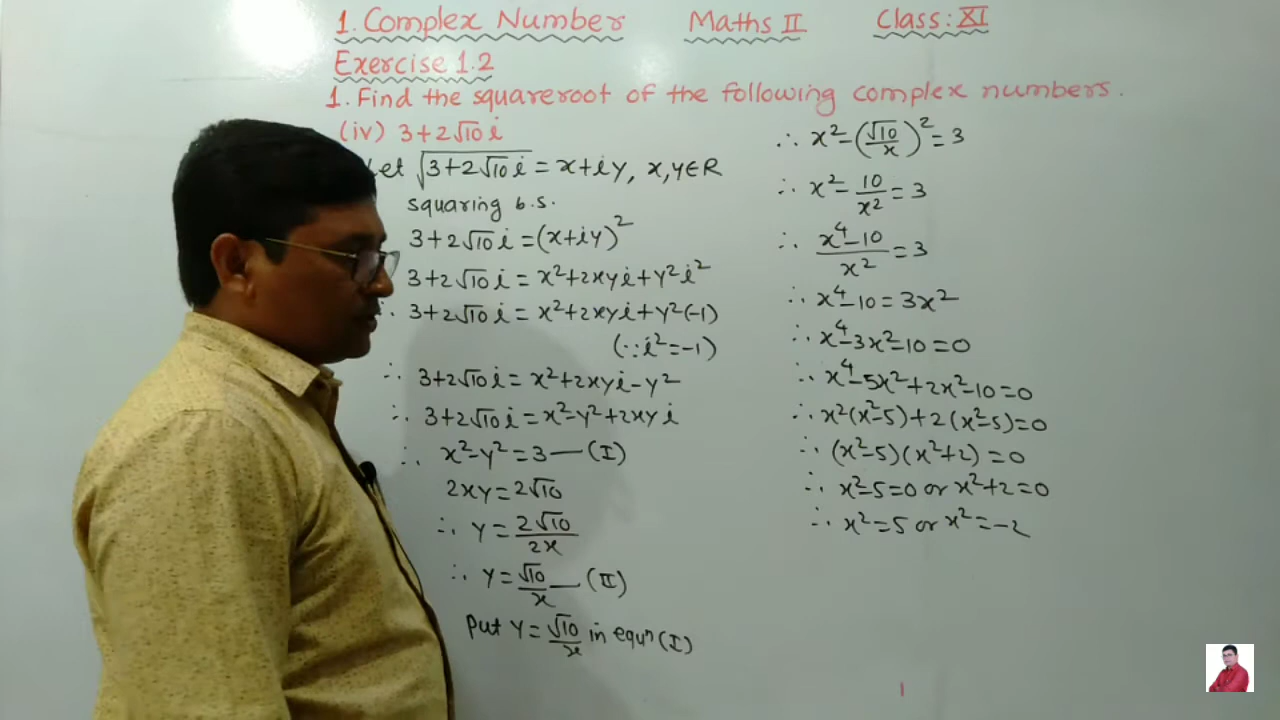 1. Complex Number Maths II Class: XI
Exercise 1.2
1. Find the squareroot of the following complex numbers.
(iv) 3+2√10 i
Let √(3+2√10 i) = x+iy, x,y∈R
squaring b.s.
3+2√10 i = (x+iy)²
3+2√10 i = x²+2xyi+y²i²
∴ 3+2√10 i = x²+2xyi+y²(-1)
(∵i²=-1)
∴ 3+2√10 i = x²+2xyi-y²
∴ 3+2√10 i = x²-y²+2xyi
∴ x²-y²=3—(I)
2xy=2√10
∴ y=2√10/2x
∴ y=√10/x—(II)
Put y=√10/x in equⁿ(I)
∴ x²-(√10/x)²=3
∴ x²-10/x²=3
∴ (x⁴-10)/x²=3
∴ x⁴-10=3x²
∴ x⁴-3x²-10=0
∴ x⁴-5x²+2x²-10=0
∴ x²(x²-5)+2(x²-5)=0
∴ (x²-5)(x²+2)=0
∴ x²-5=0 or x²+2=0
∴ x²=5 or x²=-2